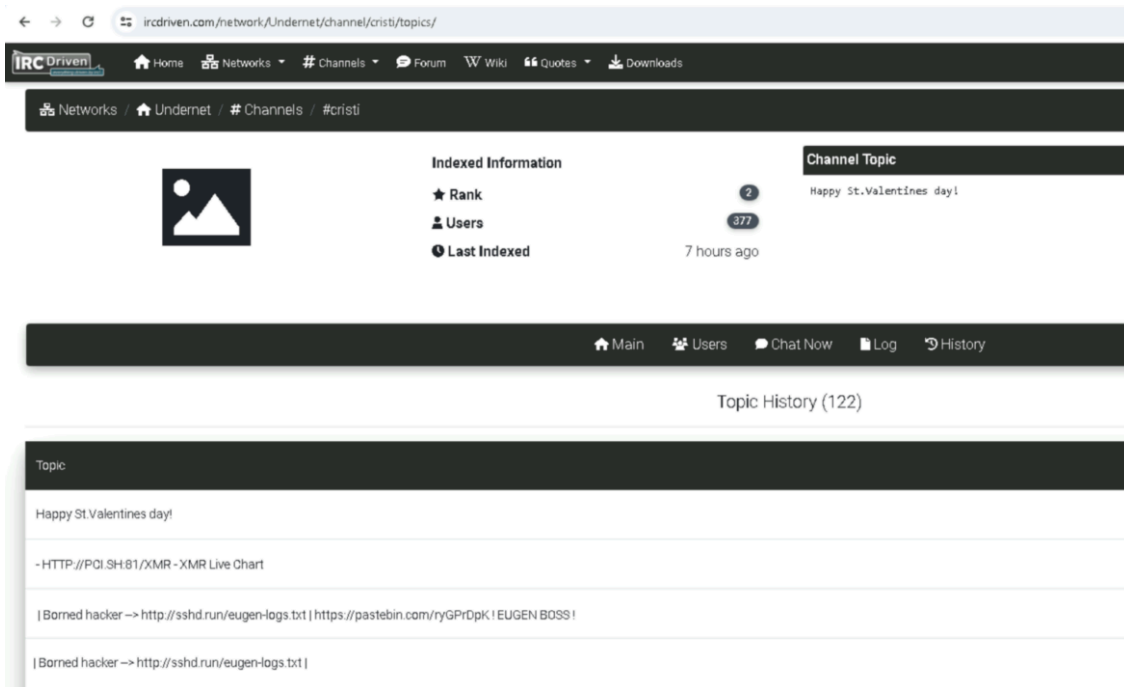 ircdriven.com/network/Undernet/channel/cristi/topics/
IRC Driven Home Networks Channels Forum Wiki Quotes Downloads
Networks / Undernet / # Channels / #cristi
Indexed Information
Rank 2
Users 377
Last Indexed 7 hours ago
Channel Topic
Happy St.Valentines day!
Main Users Chat Now Log History
Topic History (122)
Topic
Happy St.Valentines day!
- HTTP://PCI.SH:81/XMR - XMR Live Chart
| Borned hacker --> http://sshd.run/eugen-logs.txt | https://pastebin.com/ryGPrDpK ! EUGEN BOSS !
| Borned hacker --> http://sshd.run/eugen-logs.txt |